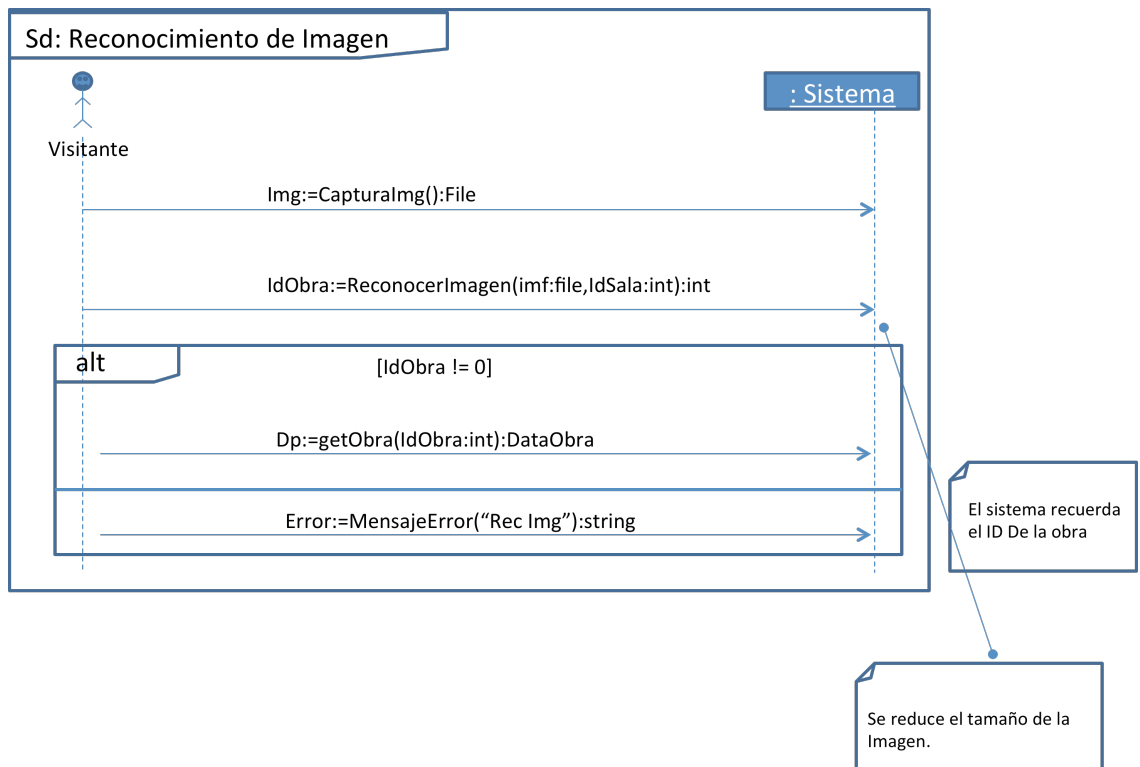 Sd: Reconocimiento de Imagen
: Sistema
Visitante
Img:=CapturaImg():File
IdObra:=ReconocerImagen(imf:file,IdSala:int):int
alt
[IdObra != 0]
Dp:=getObra(IdObra:int):DataObra
Error:=MensajeError(“Rec Img”):string
El sistema recuerda
el ID De la obra
Se reduce el tamaño de la
Imagen.